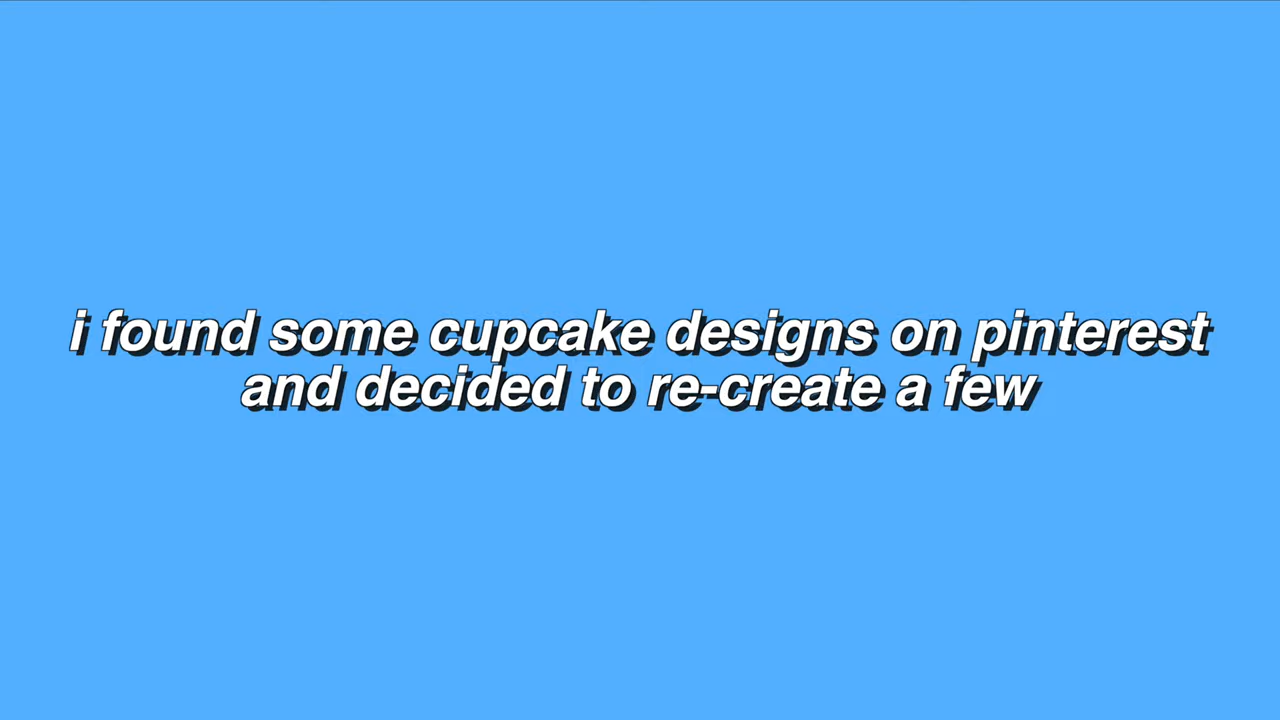 i found some cupcake designs on pinterest
and decided to re-create a few